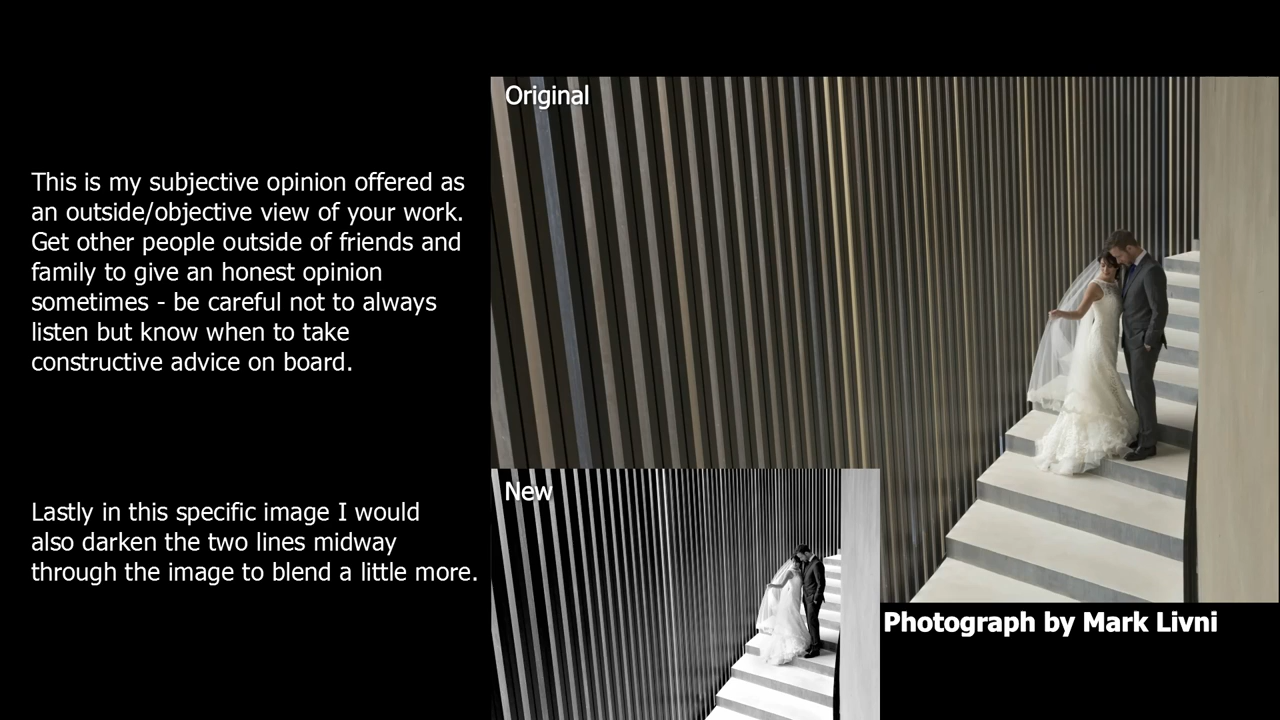 Original
This is my subjective opinion offered as
an outside/objective view of your work.
Get other people outside of friends and
family to give an honest opinion
sometimes - be careful not to always
listen but know when to take
constructive advice on board.
New
Lastly in this specific image I would
also darken the two lines midway
through the image to blend a little more.
Photograph by Mark Livni